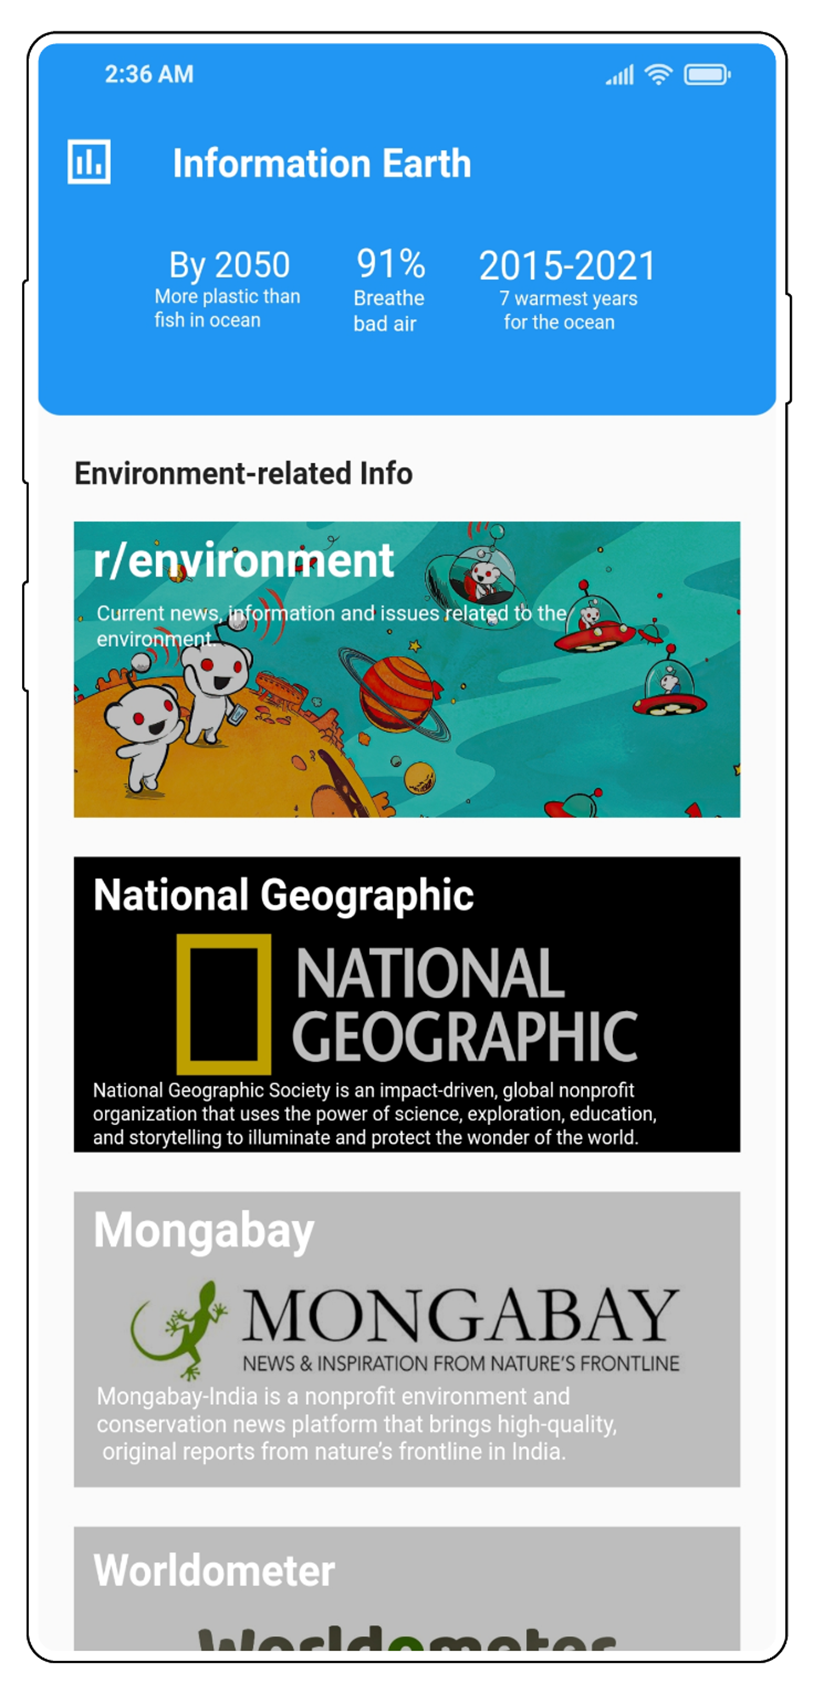 2:36 AM
Information Earth
By 2050
More plastic than
fish in ocean
91%
Breathe
bad air
2015-2021
7 warmest years
for the ocean
Environment-related Info
r/environment
Current news, information and issues related to the
environment.
National Geographic
NATIONAL
GEOGRAPHIC
National Geographic Society is an impact-driven, global nonprofit
organization that uses the power of science, exploration, education,
and storytelling to illuminate and protect the wonder of the world.
Mongabay
MONGABAY
NEWS & INSPIRATION FROM NATURE'S FRONTLINE
Mongabay-India is a nonprofit environment and
conservation news platform that brings high-quality,
original reports from nature's frontline in India.
Worldometer
Worldometer